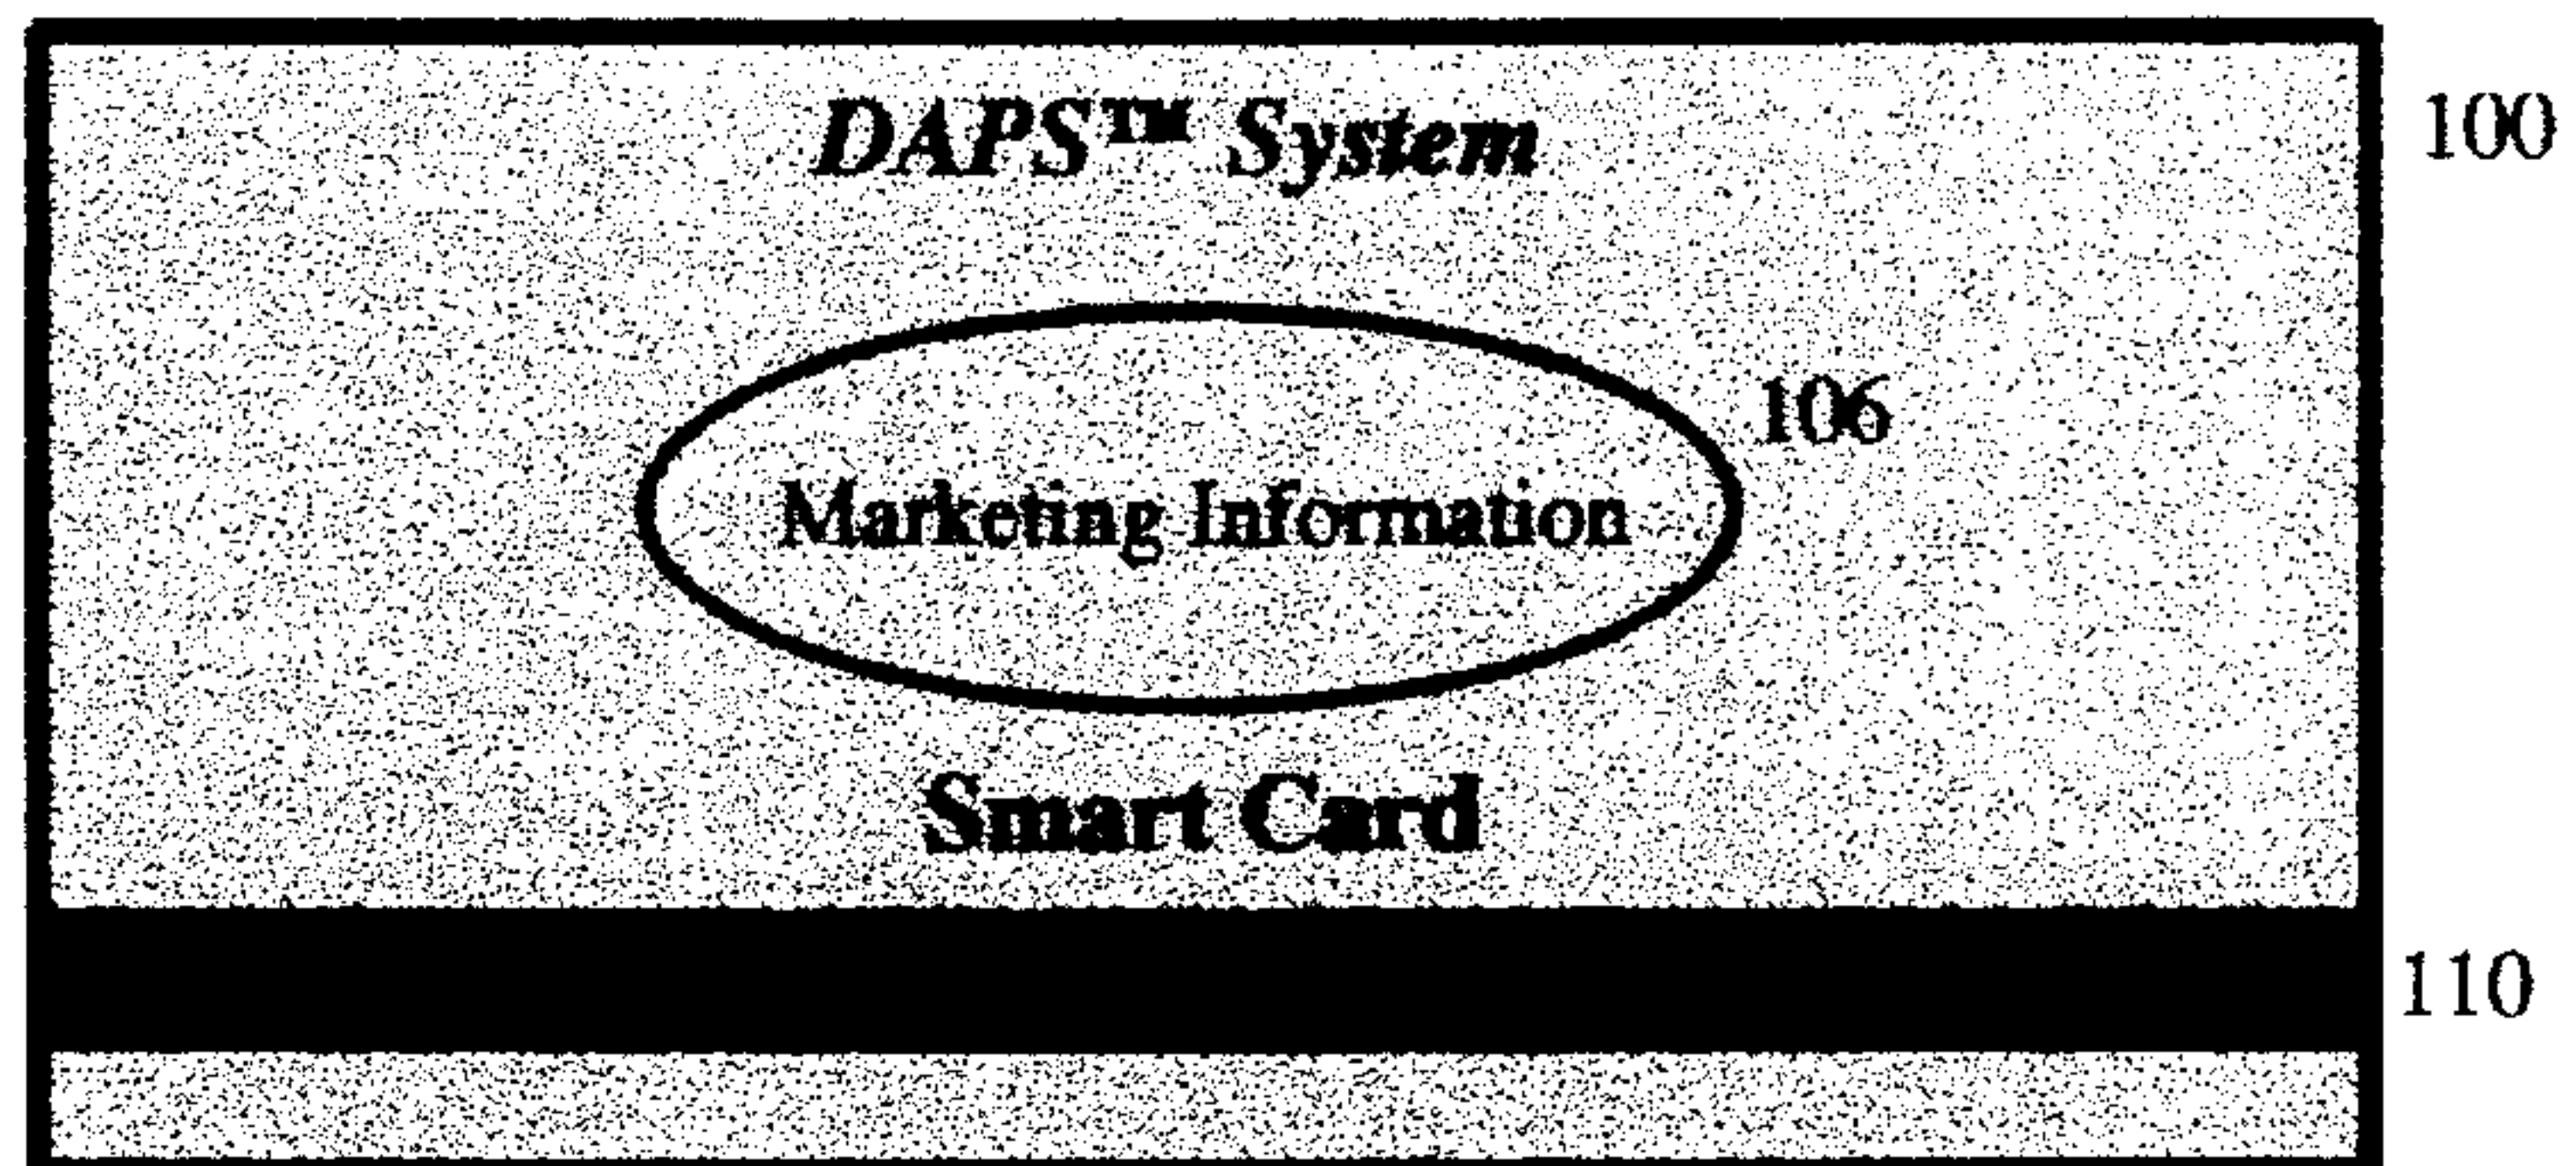 DAPS™ System
100
106
Marketing Information
Smart Card
110